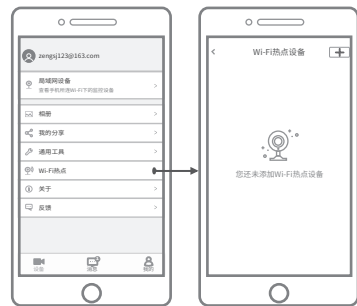 zengsj123@163.com
局域网设备
查看手机所连Wi-Fi下的监控设备
相册
我的分享
通用工具
Wi-Fi热点
关于
反馈
设备
消息
我的
Wi-Fi热点设备
您还未添加Wi-Fi热点设备